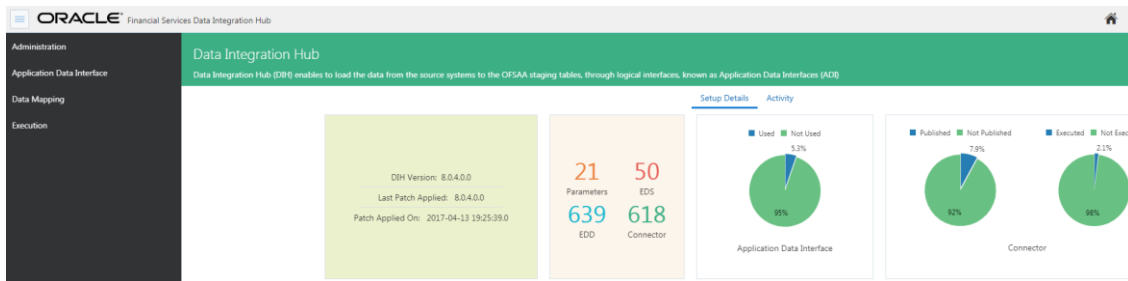 ORACLE® Financial Services Data Integration Hub
Administration
Application Data Interface
Data Mapping
Execution
Data Integration Hub
Data Integration Hub (DIH) enables to load the data from the source systems to the OFSAA staging tables, through logical interfaces, known as Application Data Interfaces (ADI)
Setup Details Activity
DIH Version: 8.0.4.0.0
Last Patch Applied: 8.0.4.0.0
Patch Applied On: 2017-04-13 19:25:39.0
21 50
Parameters EDS
639 618
EDD Connector
Used Not Used
5.3%
95%
Application Data Interface
Published Not Published
7.9%
92%
Executed Not Exec
2.1%
98%
Connector